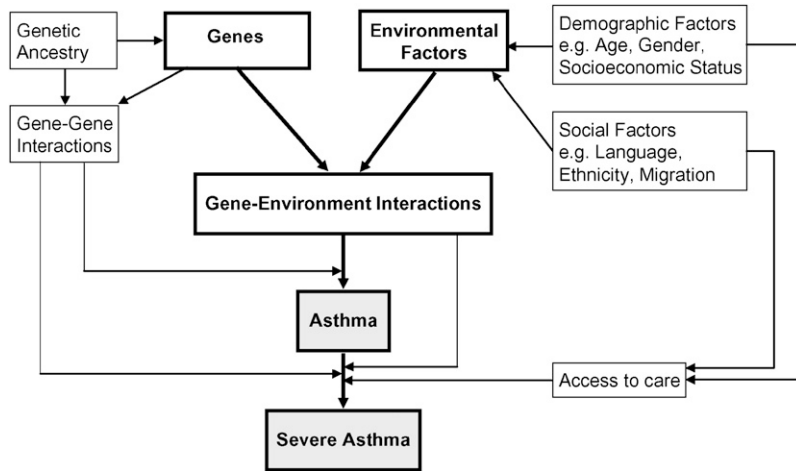 Genetic
Ancestry
Genes
Environmental
Factors
Demographic Factors
e.g. Age, Gender,
Socioeconomic Status
Gene-Gene
Interactions
Social Factors
e.g. Language,
Ethnicity, Migration
Gene-Environment Interactions
Asthma
Access to care
Severe Asthma